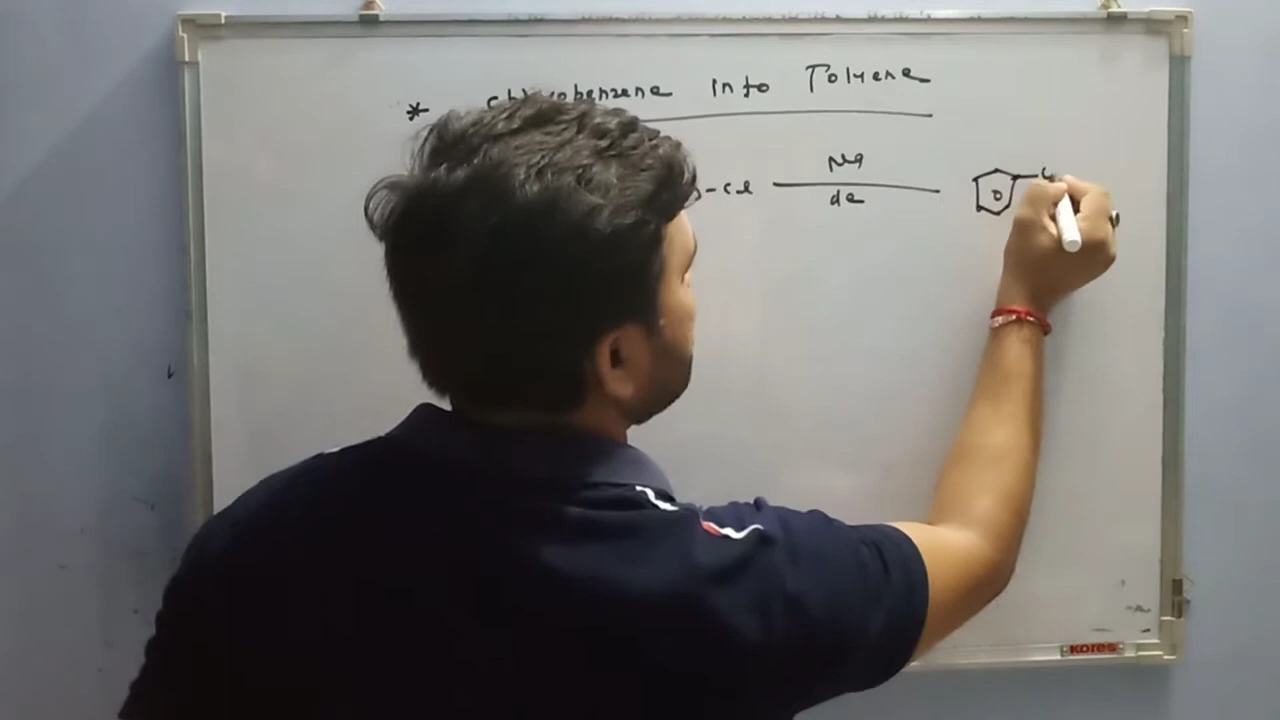 * chlorobenzene into Toluene
-cl Na
de
Kores